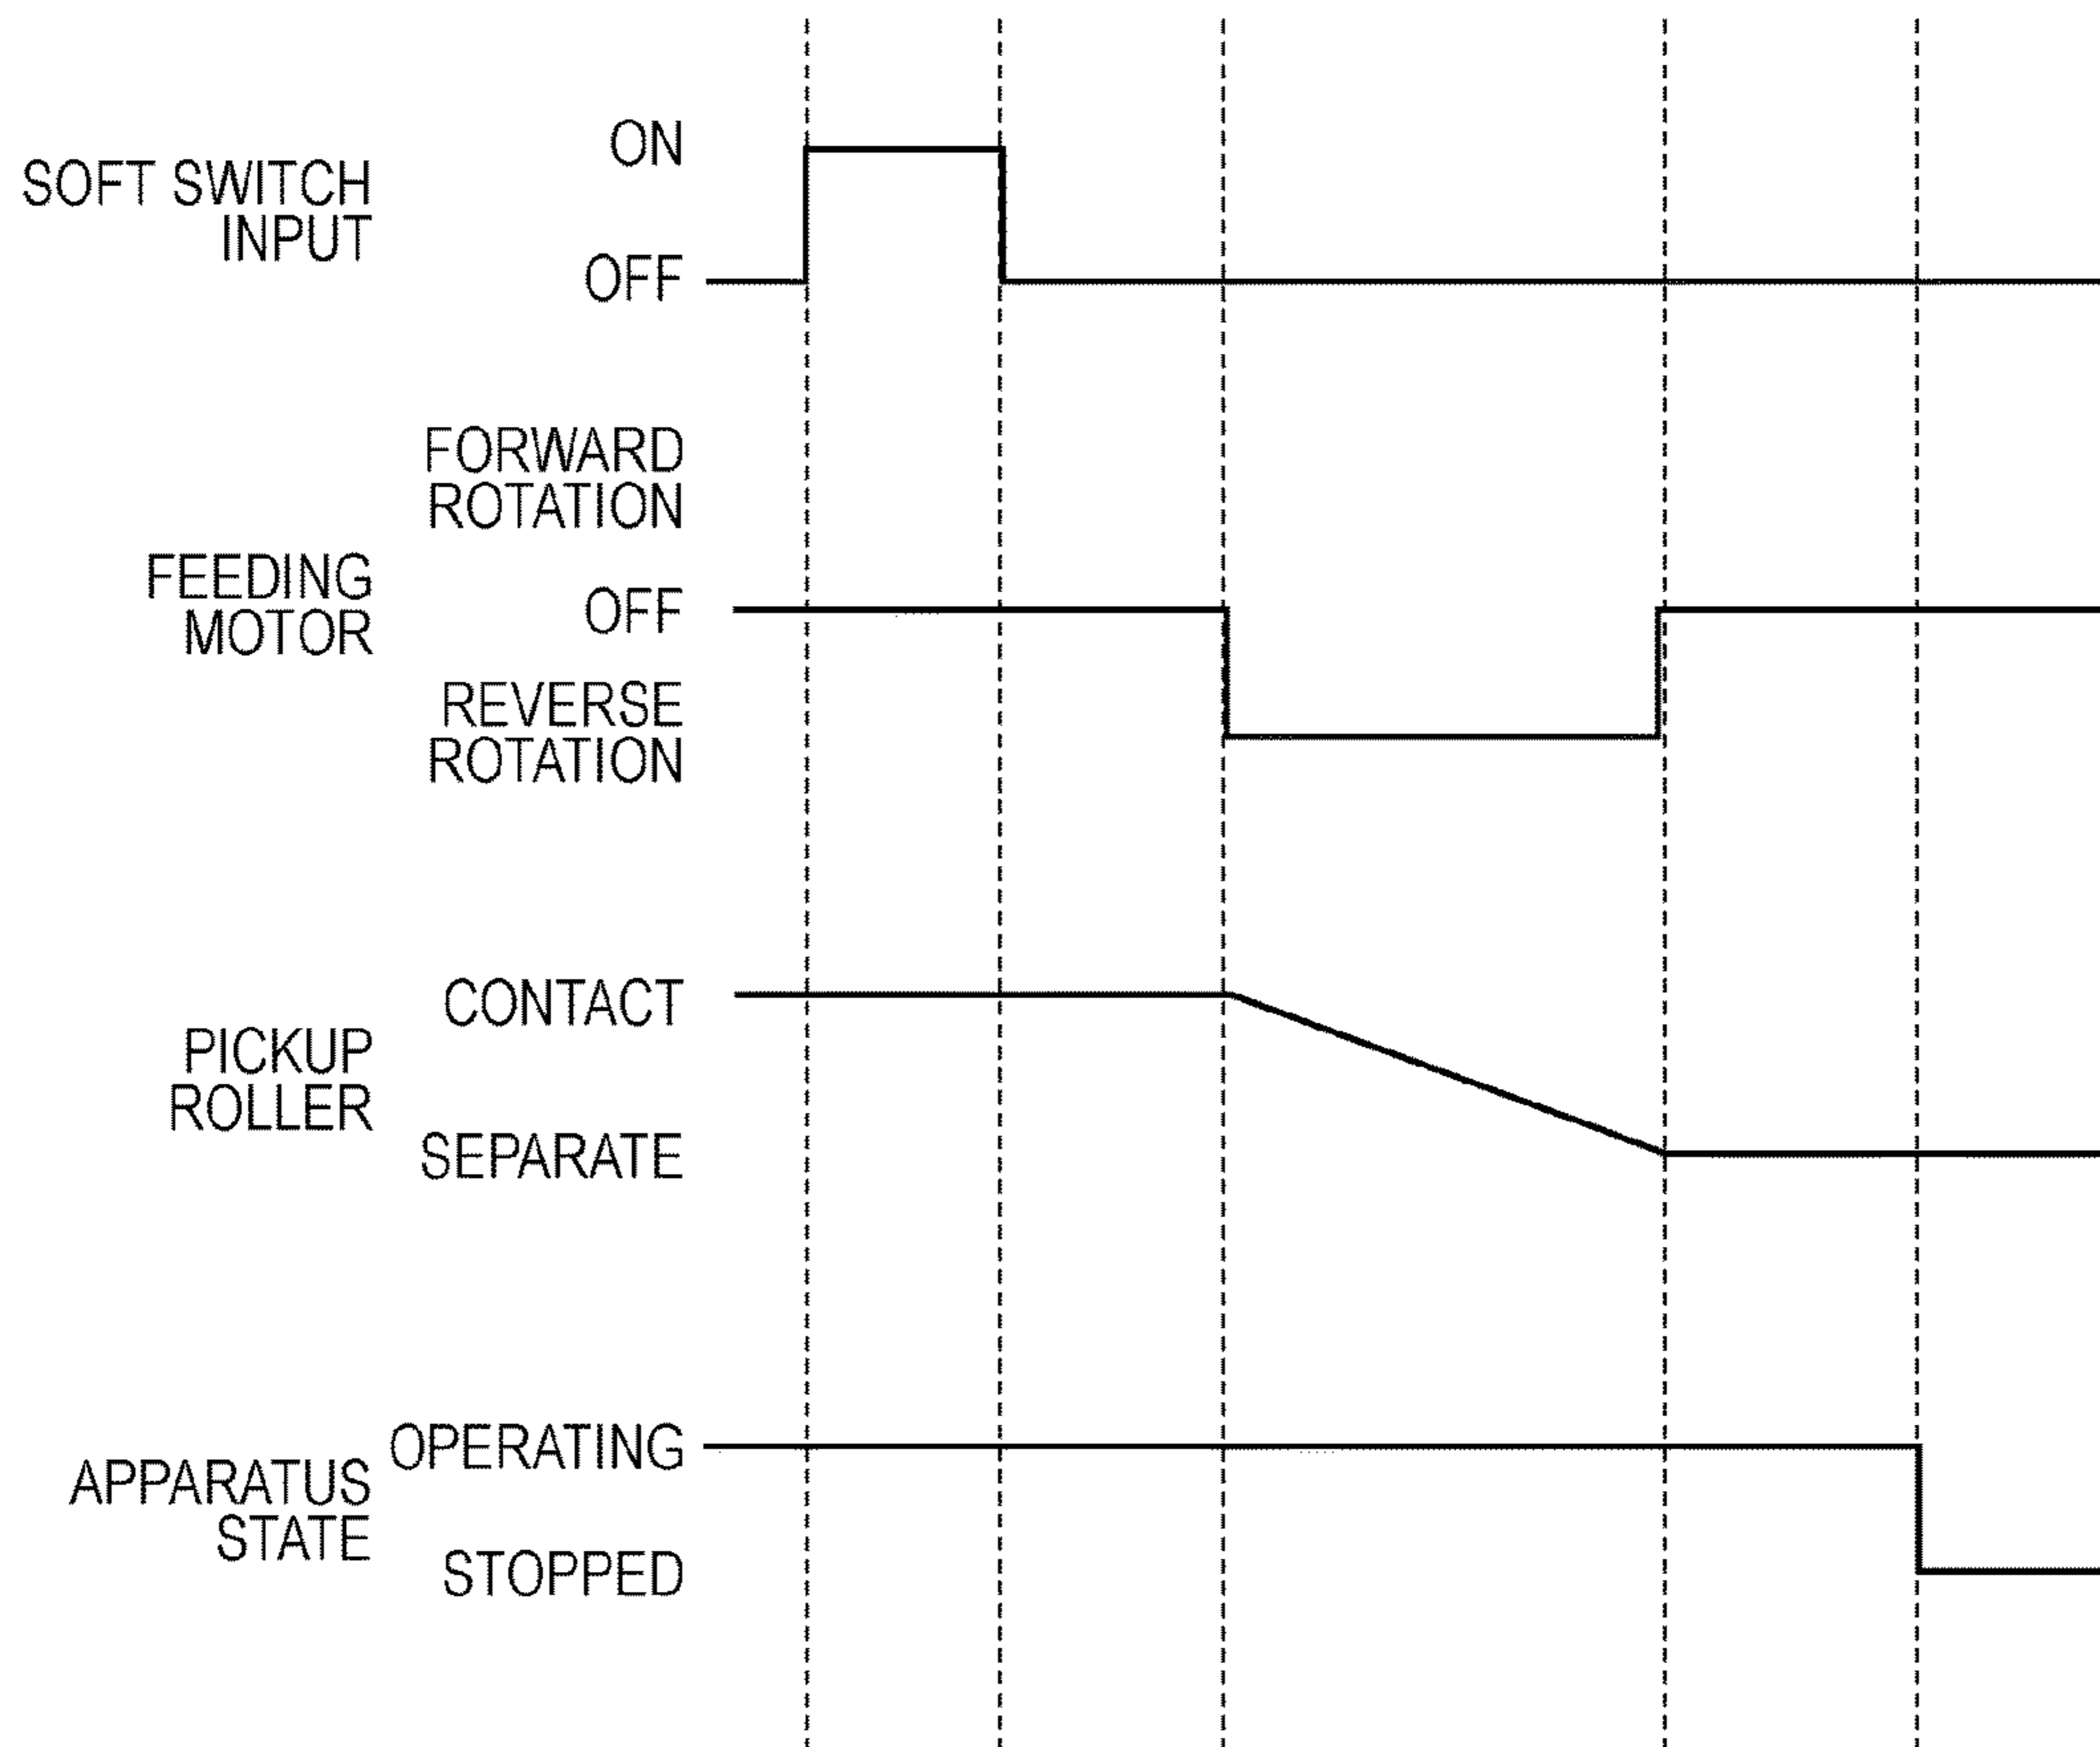 ON
SOFT SWITCH
INPUT
OFF
FORWARD
ROTATION
FEEDING
MOTOR
OFF
REVERSE
ROTATION
CONTACT
PICKUP
ROLLER
SEPARATE
OPERATING
APPARATUS
STATE
STOPPED